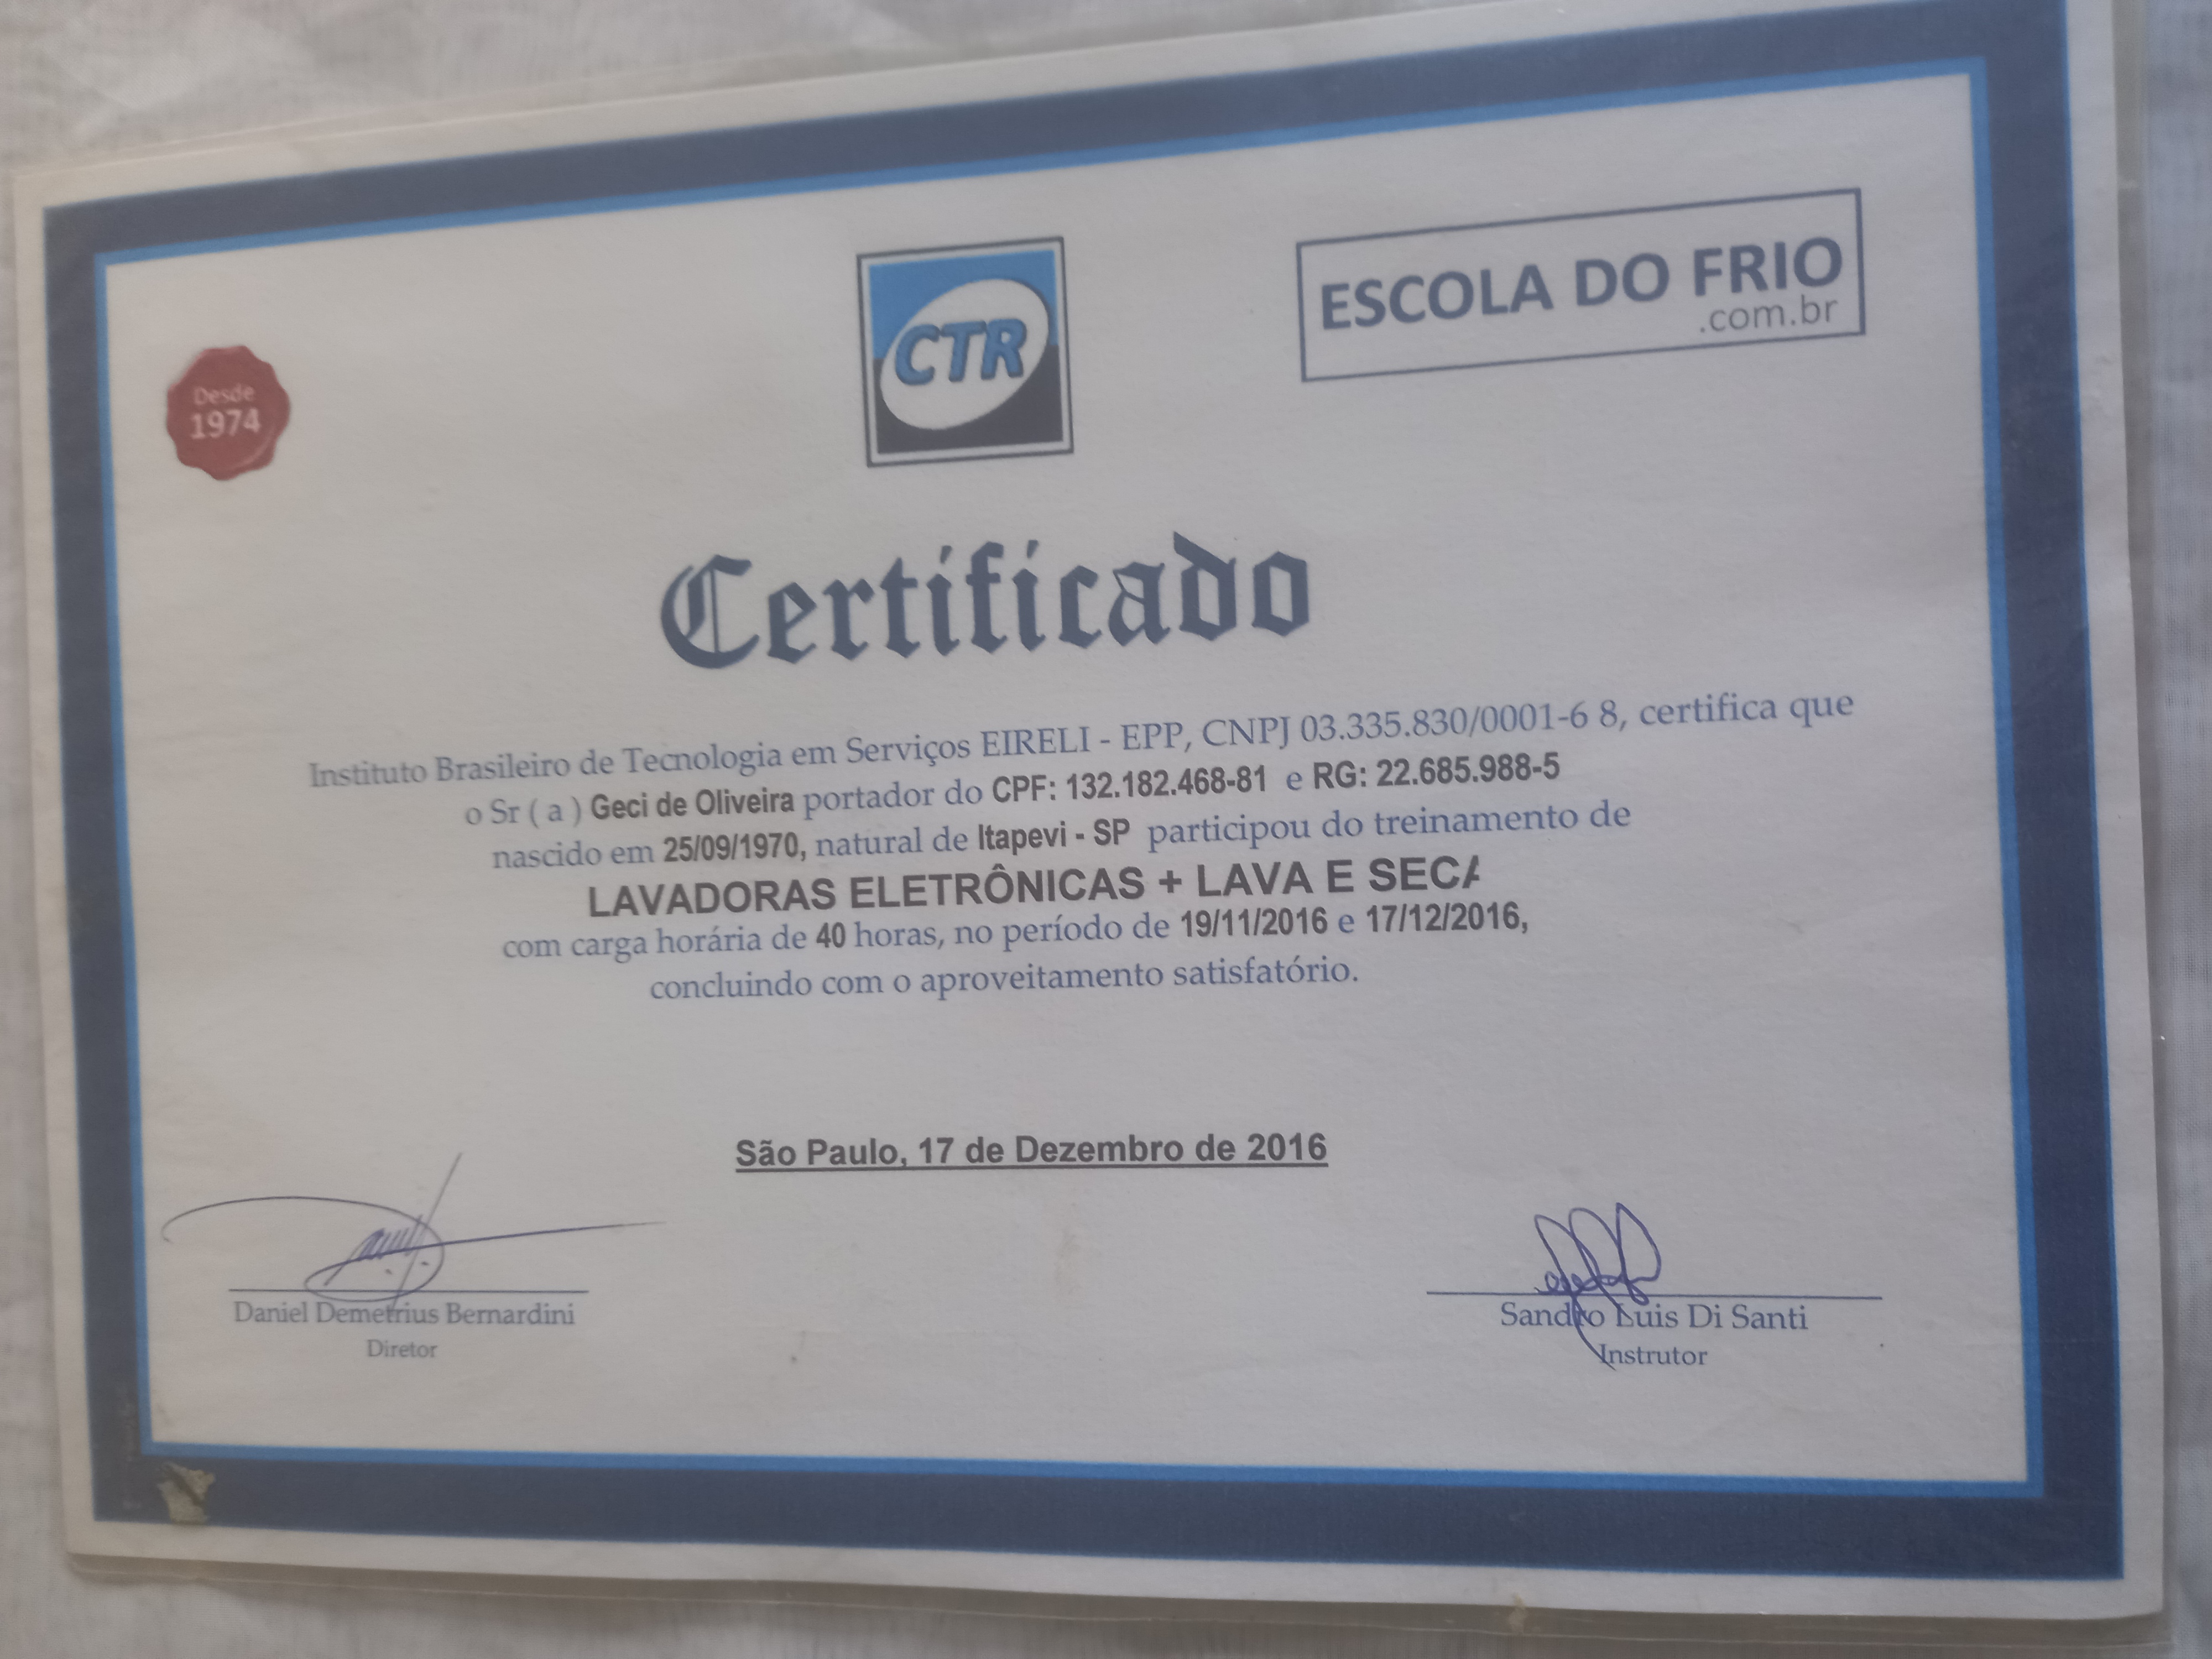 ESCOLA DO FRIO
.com.br
CTR
Desde
1974
Certificado
Instituto Brasileiro de Tecnologia em Serviços EIRELI - EPP, CNPJ 03.335.830/0001-6 8, certifica que
o Sr ( a ) Geci de Oliveira portador do CPF: 132.182.468-81 e RG: 22.685.988-5
nascido em 25/09/1970, natural de Itapevi - SP participou do treinamento de
LAVADORAS ELETRÔNICAS + LAVA E SECA
com carga horária de 40 horas, no período de 19/11/2016 e 17/12/2016,
concluindo com o aproveitamento satisfatório.
São Paulo, 17 de Dezembro de 2016
Daniel Demetrius Bernardini
Diretor
Sandro Luis Di Santi
Instrutor